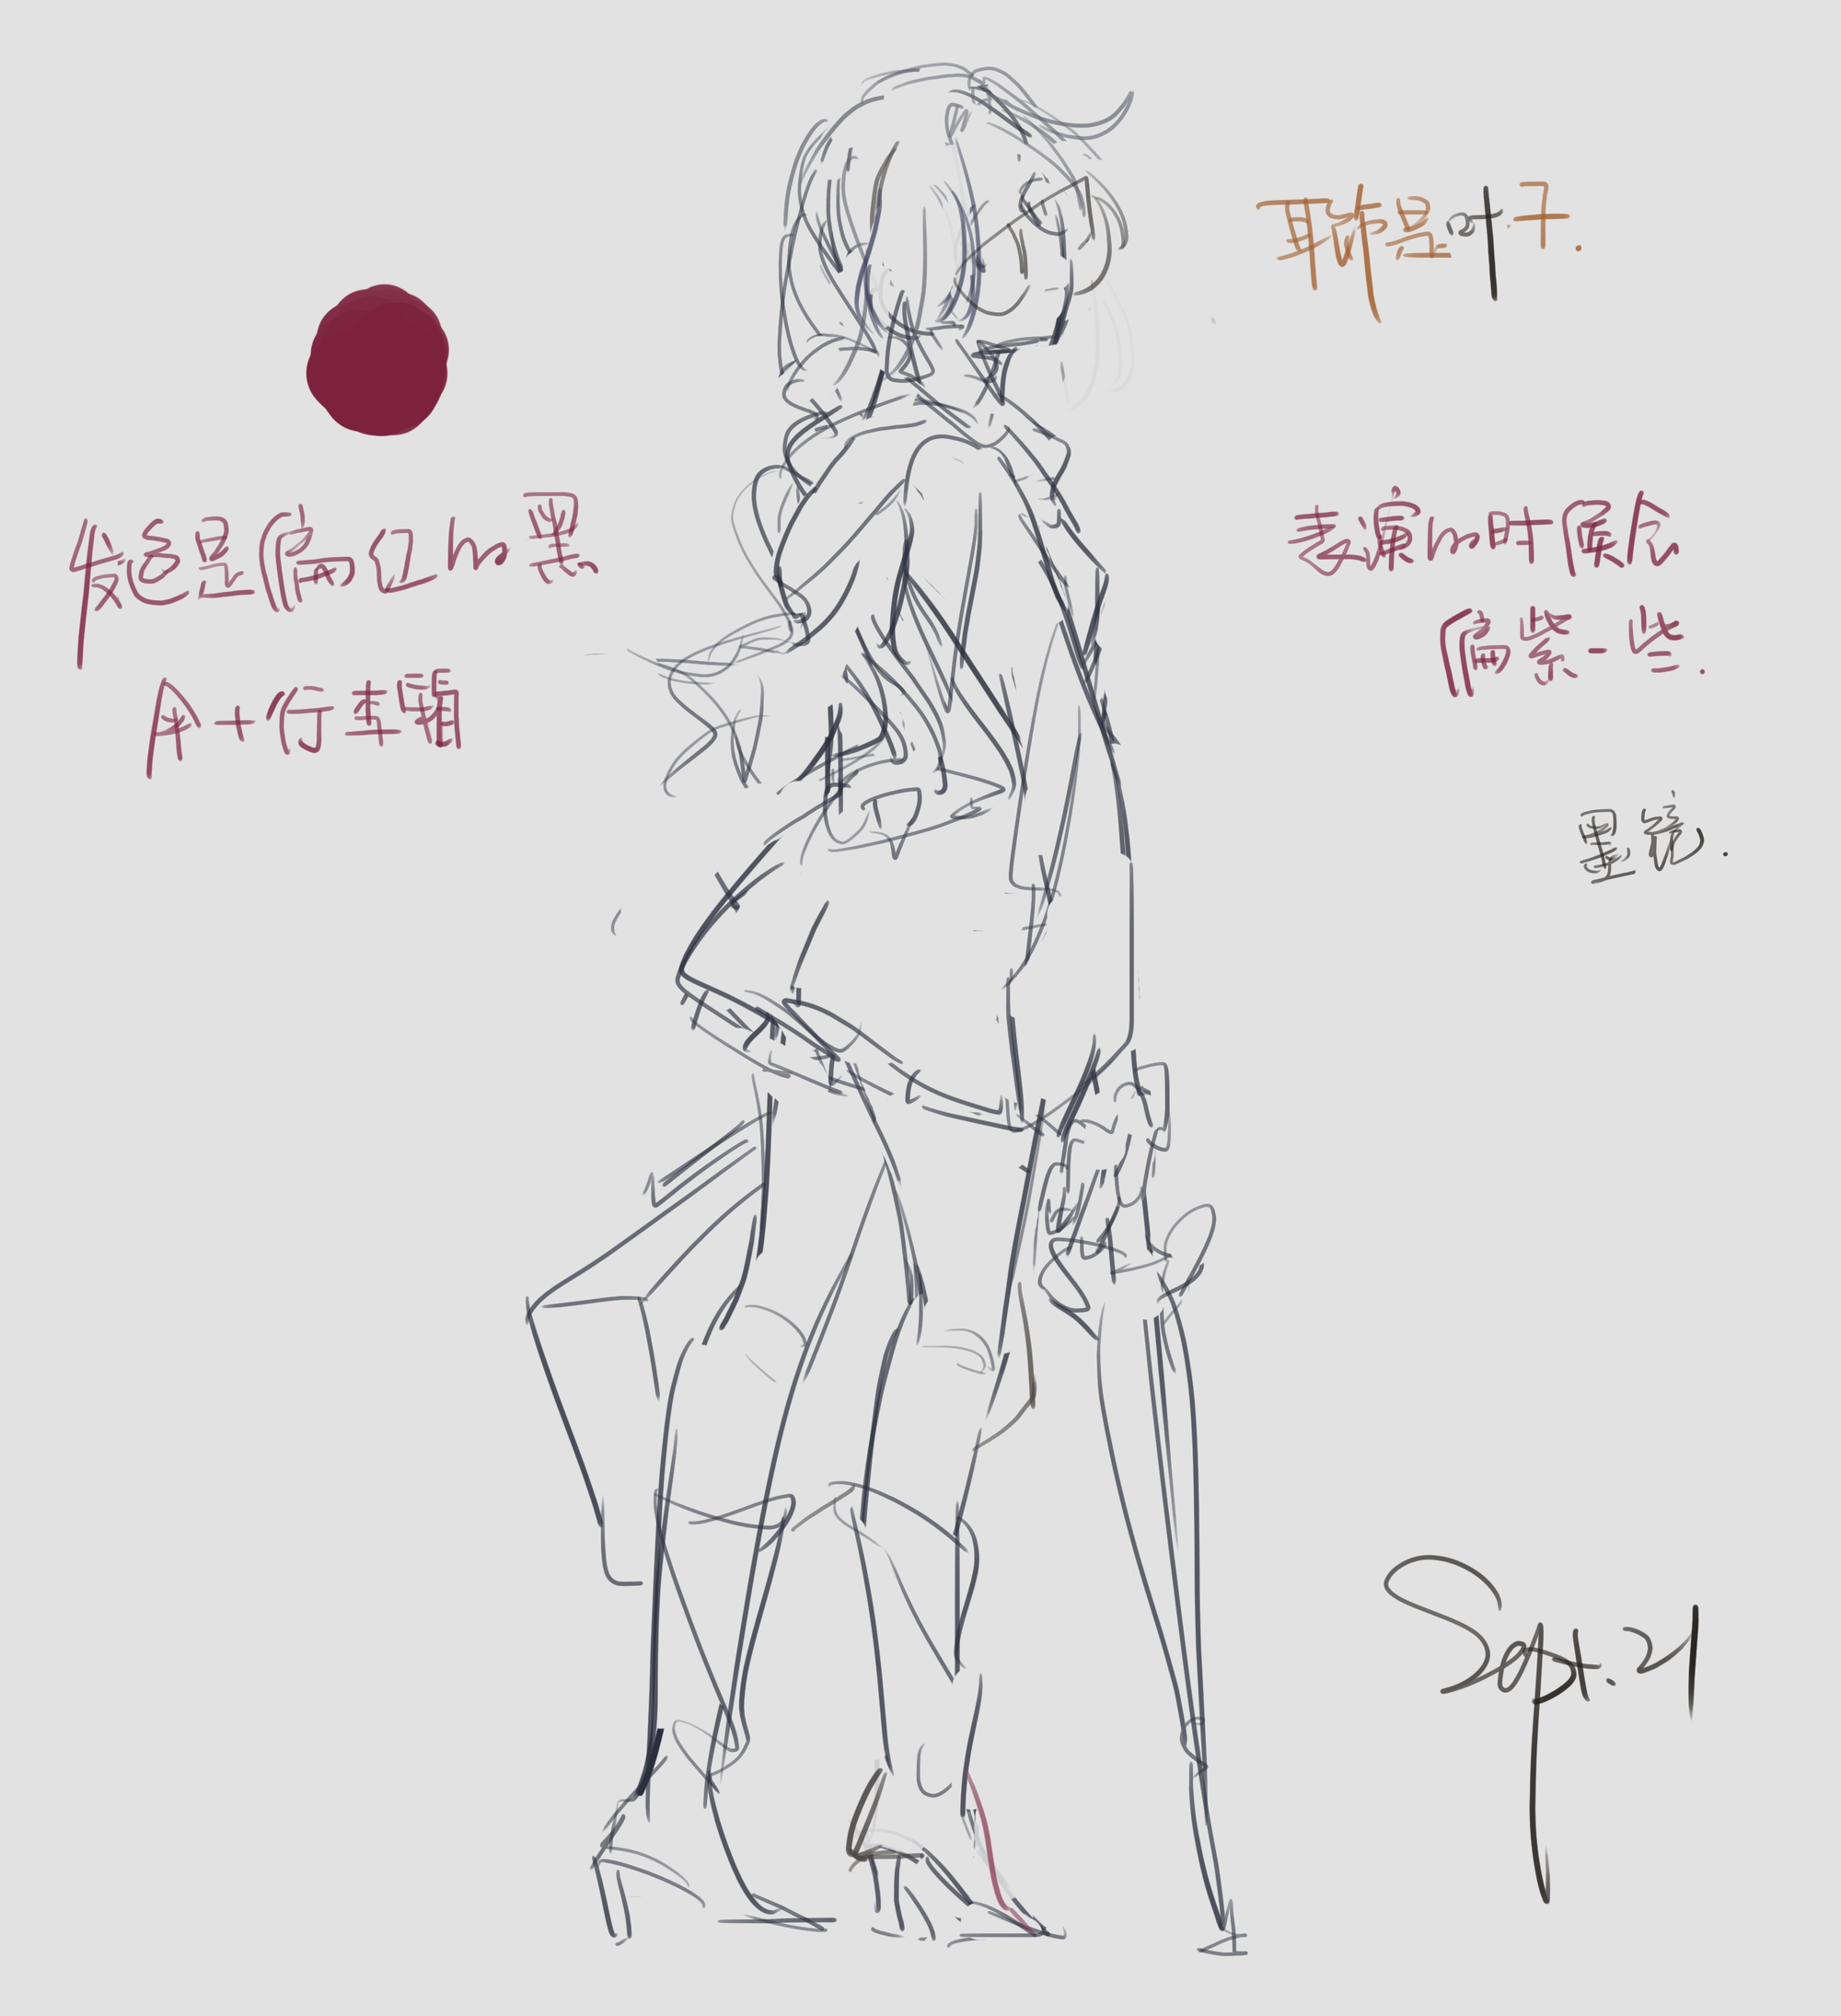 耳饰是叶子.
发色是偏红的黑
表演的时候会
偏紫一些.
A+行李箱
墨镜.
Sept. 21